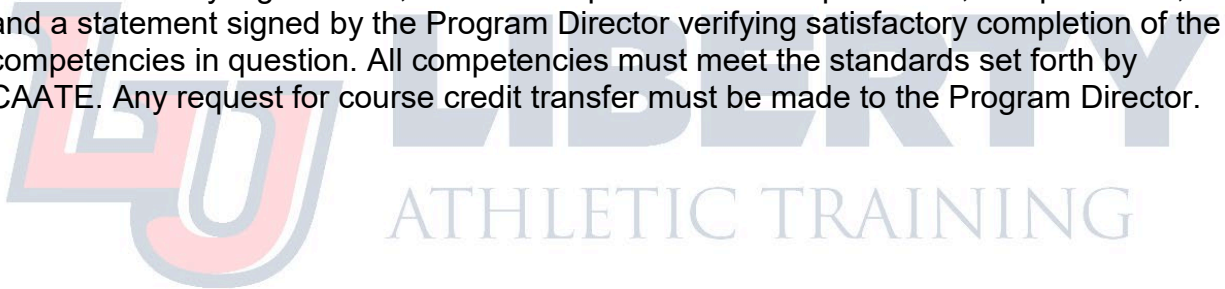 and a statement signed by the Program Director verifying satisfactory completion of the
competencies in question. All competencies must meet the standards set forth by
CAATE. Any request for course credit transfer must be made to the Program Director.
LU LIBERTY
ATHLETIC TRAINING